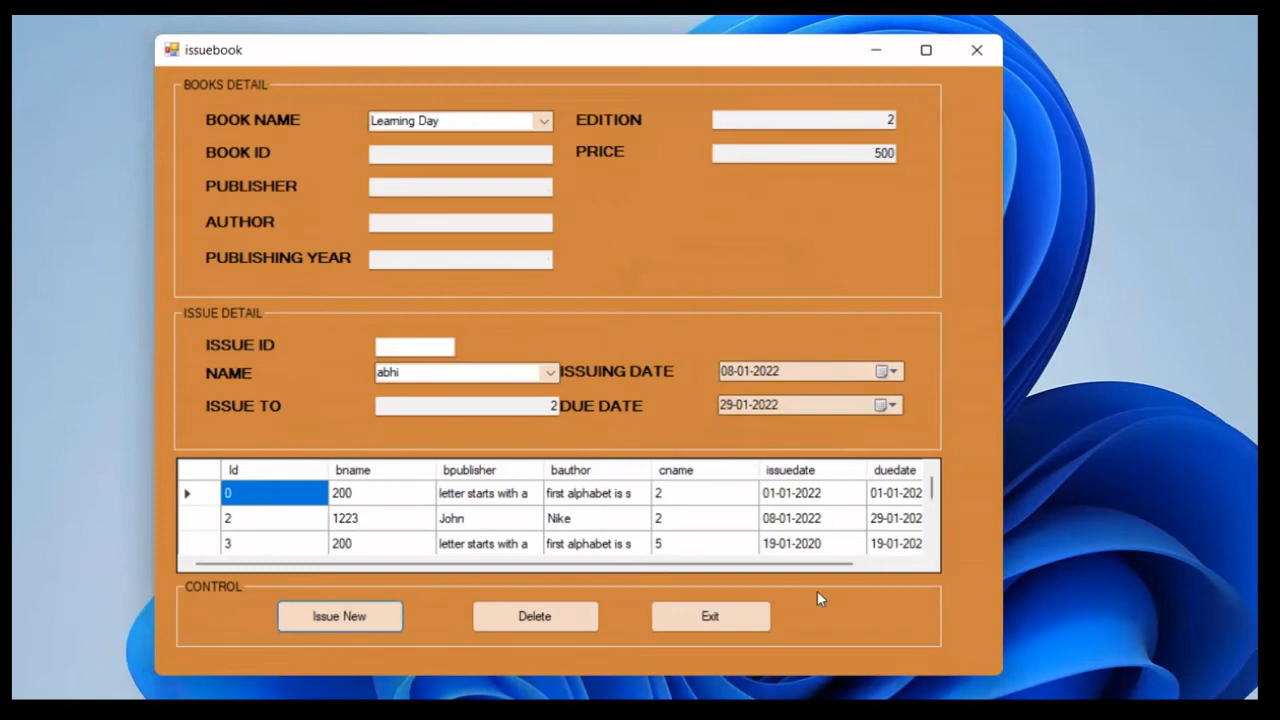 issuebook
BOOKS DETAIL
BOOK NAME Learning Day EDITION 2
BOOK ID PRICE 500
PUBLISHER
AUTHOR
PUBLISHING YEAR
ISSUE DETAIL
ISSUE ID
NAME abhi ISSUING DATE 08-01-2022
ISSUE TO 2 DUE DATE 29-01-2022
Id bname bpublisher bauthor cname issuedate duedate
0 200 letter starts with a first alphabet is s 2 01-01-2022 01-01-202
2 1223 John Nike 2 08-01-2022 29-01-202
3 200 letter starts with a first alphabet is s 5 19-01-2020 19-01-202
CONTROL
Issue New Delete Exit